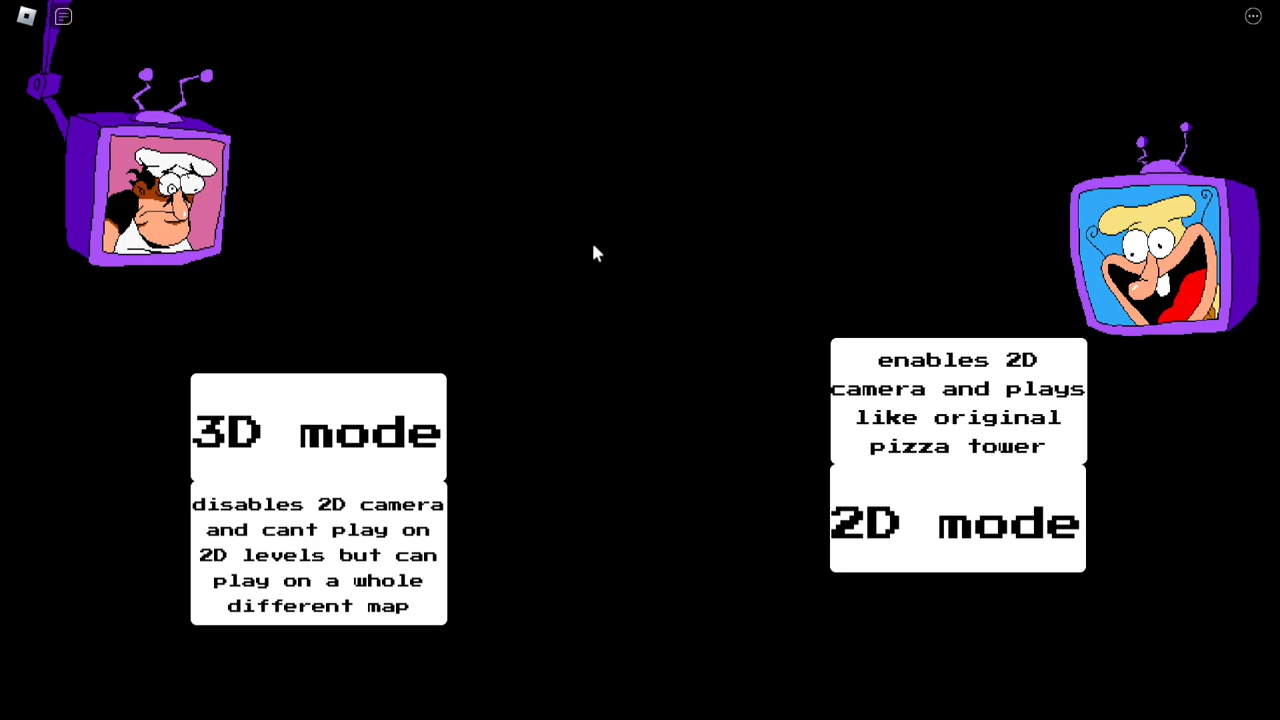 3D mode
disables 2D camera
and cant play on
2D levels but can
play on a whole
different map
enables 2D
camera and plays
like original
pizza tower
2D mode